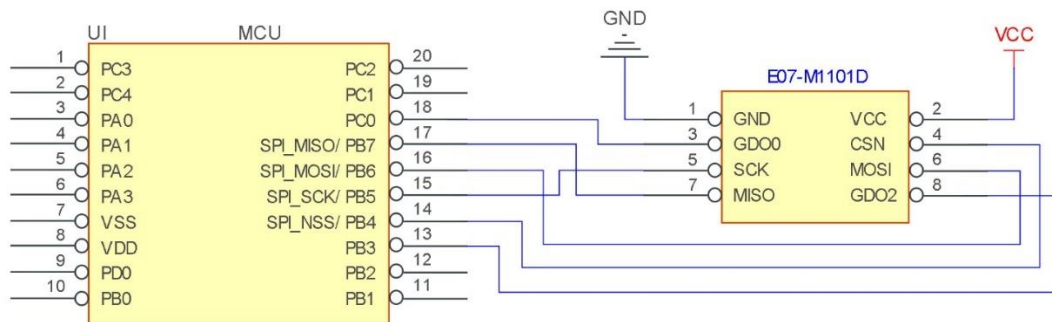 UI MCU
1 PC3 PC2 20
2 PC4 PC1 19
3 PA0 PC0 18
4 PA1 SPI_MISO/ PB7 17
5 PA2 SPI_MOSI/ PB6 16
6 PA3 SPI_SCK/ PB5 15
7 VSS SPI_NSS/ PB4 14
8 VDD PB3 13
9 PD0 PB2 12
10 PB0 PB1 11
GND
VCC
E07-M1101D
1 GND VCC 2
3 GDO0 CSN 4
5 SCK MOSI 6
7 MISO GDO2 8